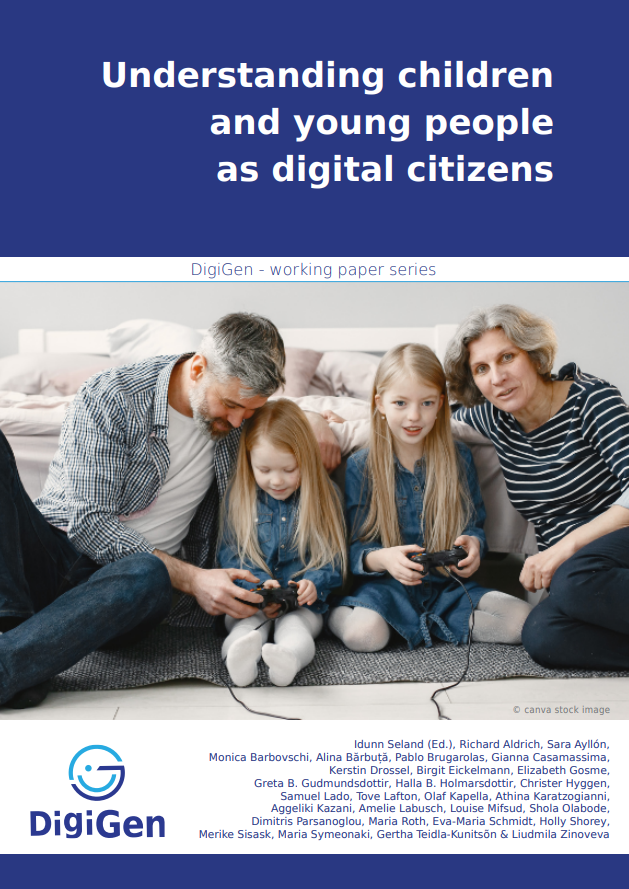 Understanding children
and young people
as digital citizens
DigiGen - working paper series
© canva stock image
Idunn Seland (Ed.), Richard Aldrich, Sara Ayllón,
Monica Barbovschi, Alina Bărbuță, Pablo Brugarolas, Gianna Casamassima,
Kerstin Drossel, Birgit Eickelmann, Elizabeth Gosme,
Greta B. Gudmundsdottir, Halla B. Holmarsdottir, Christer Hyggen,
Samuel Lado, Tove Lafton, Olaf Kapella, Athina Karatzogianni,
Aggeliki Kazani, Amelie Labusch, Louise Mifsud, Shola Olabode,
Dimitris Parsanoglou, Maria Roth, Eva-Maria Schmidt, Holly Shorey,
Merike Sisask, Maria Symeonaki, Gertha Teidla-Kunitsõn & Liudmila Zinoveva
DigiGen